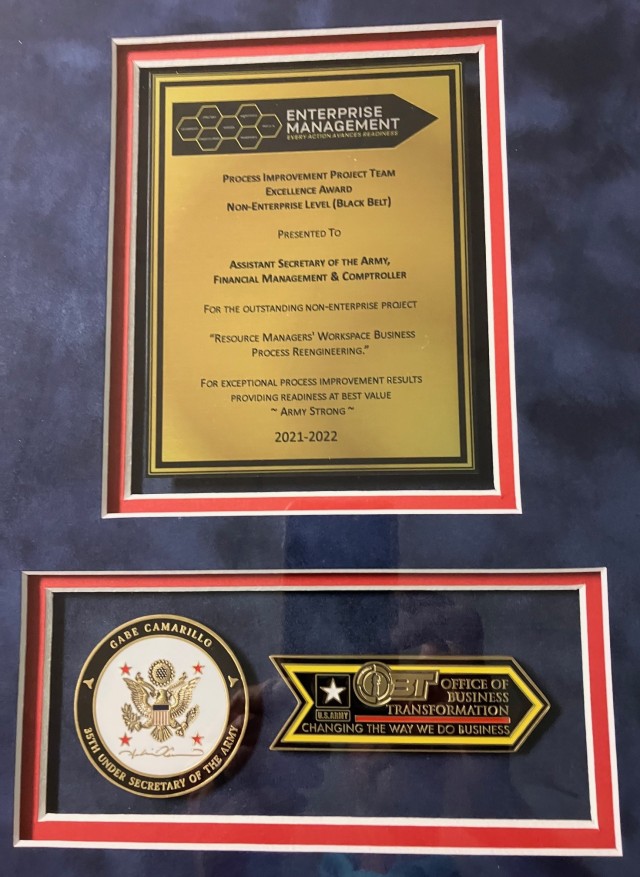 ENTERPRISE
MANAGEMENT
EVERY ACTION AVANCES READINESS
PROCESS IMPROVEMENT PROJECT TEAM
EXCELLENCE AWARD
NON-ENTERPRISE LEVEL (BLACK BELT)
PRESENTED TO
ASSISTANT SECRETARY OF THE ARMY,
FINANCIAL MANAGEMENT & COMPTROLLER
FOR THE OUTSTANDING NON-ENTERPRISE PROJECT
"RESOURCE MANAGERS' WORKSPACE BUSINESS
PROCESS REENGINEERING."
FOR EXCEPTIONAL PROCESS IMPROVEMENT RESULTS
PROVIDING READINESS AT BEST VALUE
~ ARMY STRONG ~
2021-2022
GABE CAMARILLO
35TH UNDER SECRETARY OF THE ARMY
U.S.ARMY
OBT
OFFICE OF
BUSINESS
TRANSFORMATION
CHANGING THE WAY WE DO BUSINESS